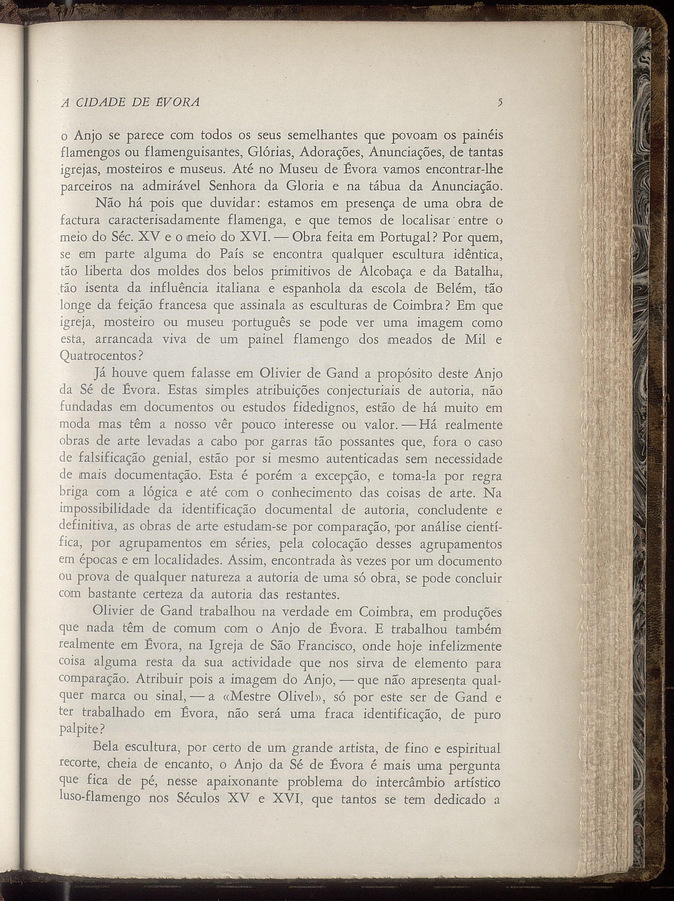 A CIDADE DE ÉVORA 5
o Anjo se parece com todos os seus semelhantes que povoam os painéis
flamengos ou flamenguisantes, Glórias, Adorações, Anunciações, de tantas
igrejas, mosteiros e museus. Até no Museu de Évora vamos encontrar-lhe
parceiros na admirável Senhora da Gloria e na tábua da Anunciação.
Não há pois que duvidar: estamos em presença de uma obra de
factura caracterisadamente flamenga, e que temos de localisar entre o
meio do Séc. XV e o meio do XVI. — Obra feita em Portugal? Por quem,
se em parte alguma do País se encontra qualquer escultura idêntica,
tão liberta dos moldes dos belos primitivos de Alcobaça e da Batalha,
tão isenta da influência italiana e espanhola da escola de Belém, tão
longe da feição francesa que assinala as esculturas de Coimbra? Em que
igreja, mosteiro ou museu português se pode ver uma imagem como
esta, arrancada viva de um painel flamengo dos meados de Mil e
Quatrocentos?
Já houve quem falasse em Olivier de Gand a propósito deste Anjo
da Sé de Évora. Estas simples atribuições conjecturiais de autoria, não
fundadas em documentos ou estudos fidedignos, estão de há muito em
moda mas têm a nosso vêr pouco interesse ou valor. — Há realmente
obras de arte levadas a cabo por garras tão possantes que, fora o caso
de falsificação genial, estão por si mesmo autenticadas sem necessidade
de mais documentação. Esta é porém a excepção, e toma-la por regra
briga com a lógica e até com o conhecimento das coisas de arte. Na
impossibilidade da identificação documental de autoria, concludente e
definitiva, as obras de arte estudam-se por comparação, por análise cientí-
fica, por agrupamentos em séries, pela colocação desses agrupamentos
em épocas e em localidades. Assim, encontrada às vezes por um documento
ou prova de qualquer natureza a autoria de uma só obra, se pode concluir
com bastante certeza da autoria das restantes.
Olivier de Gand trabalhou na verdade em Coimbra, em produções
que nada têm de comum com o Anjo de Évora. E trabalhou também
realmente em Évora, na Igreja de São Francisco, onde hoje infelizmente
coisa alguma resta da sua actividade que nos sirva de elemento para
comparação. Atribuir pois a imagem do Anjo, — que não apresenta qual-
quer marca ou sinal, — a «Mestre Olivel», só por este ser de Gand e
ter trabalhado em Évora, não será uma fraca identificação, de puro
palpite?
Bela escultura, por certo de um grande artista, de fino e espiritual
recorte, cheia de encanto, o Anjo da Sé de Évora é mais uma pergunta
que fica de pé, nesse apaixonante problema do intercâmbio artístico
luso-flamengo nos Séculos XV e XVI, que tantos se tem dedicado a